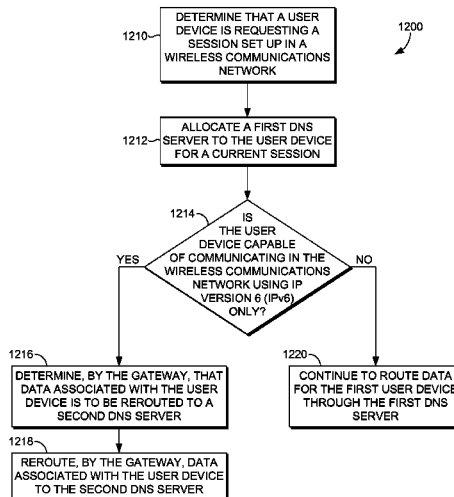 1210
DETERMINE THAT A USER
DEVICE IS REQUESTING A
SESSION SET UP IN A
WIRELESS COMMUNICATIONS
NETWORK
1200
1212
ALLOCATE A FIRST DNS
SERVER TO THE USER DEVICE
FOR A CURRENT SESSION
1214
IS
THE USER
DEVICE CAPABLE
OF COMMUNICATING IN THE
WIRELESS COMMUNICATIONS
NETWORK USING IP
VERSION 6 (IPv6)
ONLY?
YES
NO
1216
DETERMINE, BY THE GATEWAY, THAT
DATA ASSOCIATED WITH THE USER
DEVICE IS TO BE REROUTED TO A
SECOND DNS SERVER
1220
CONTINUE TO ROUTE DATA
FOR THE FIRST USER DEVICE
THROUGH THE FIRST DNS
SERVER
1218
REROUTE, BY THE GATEWAY, DATA
ASSOCIATED WITH THE USER DEVICE
TO THE SECOND DNS SERVER